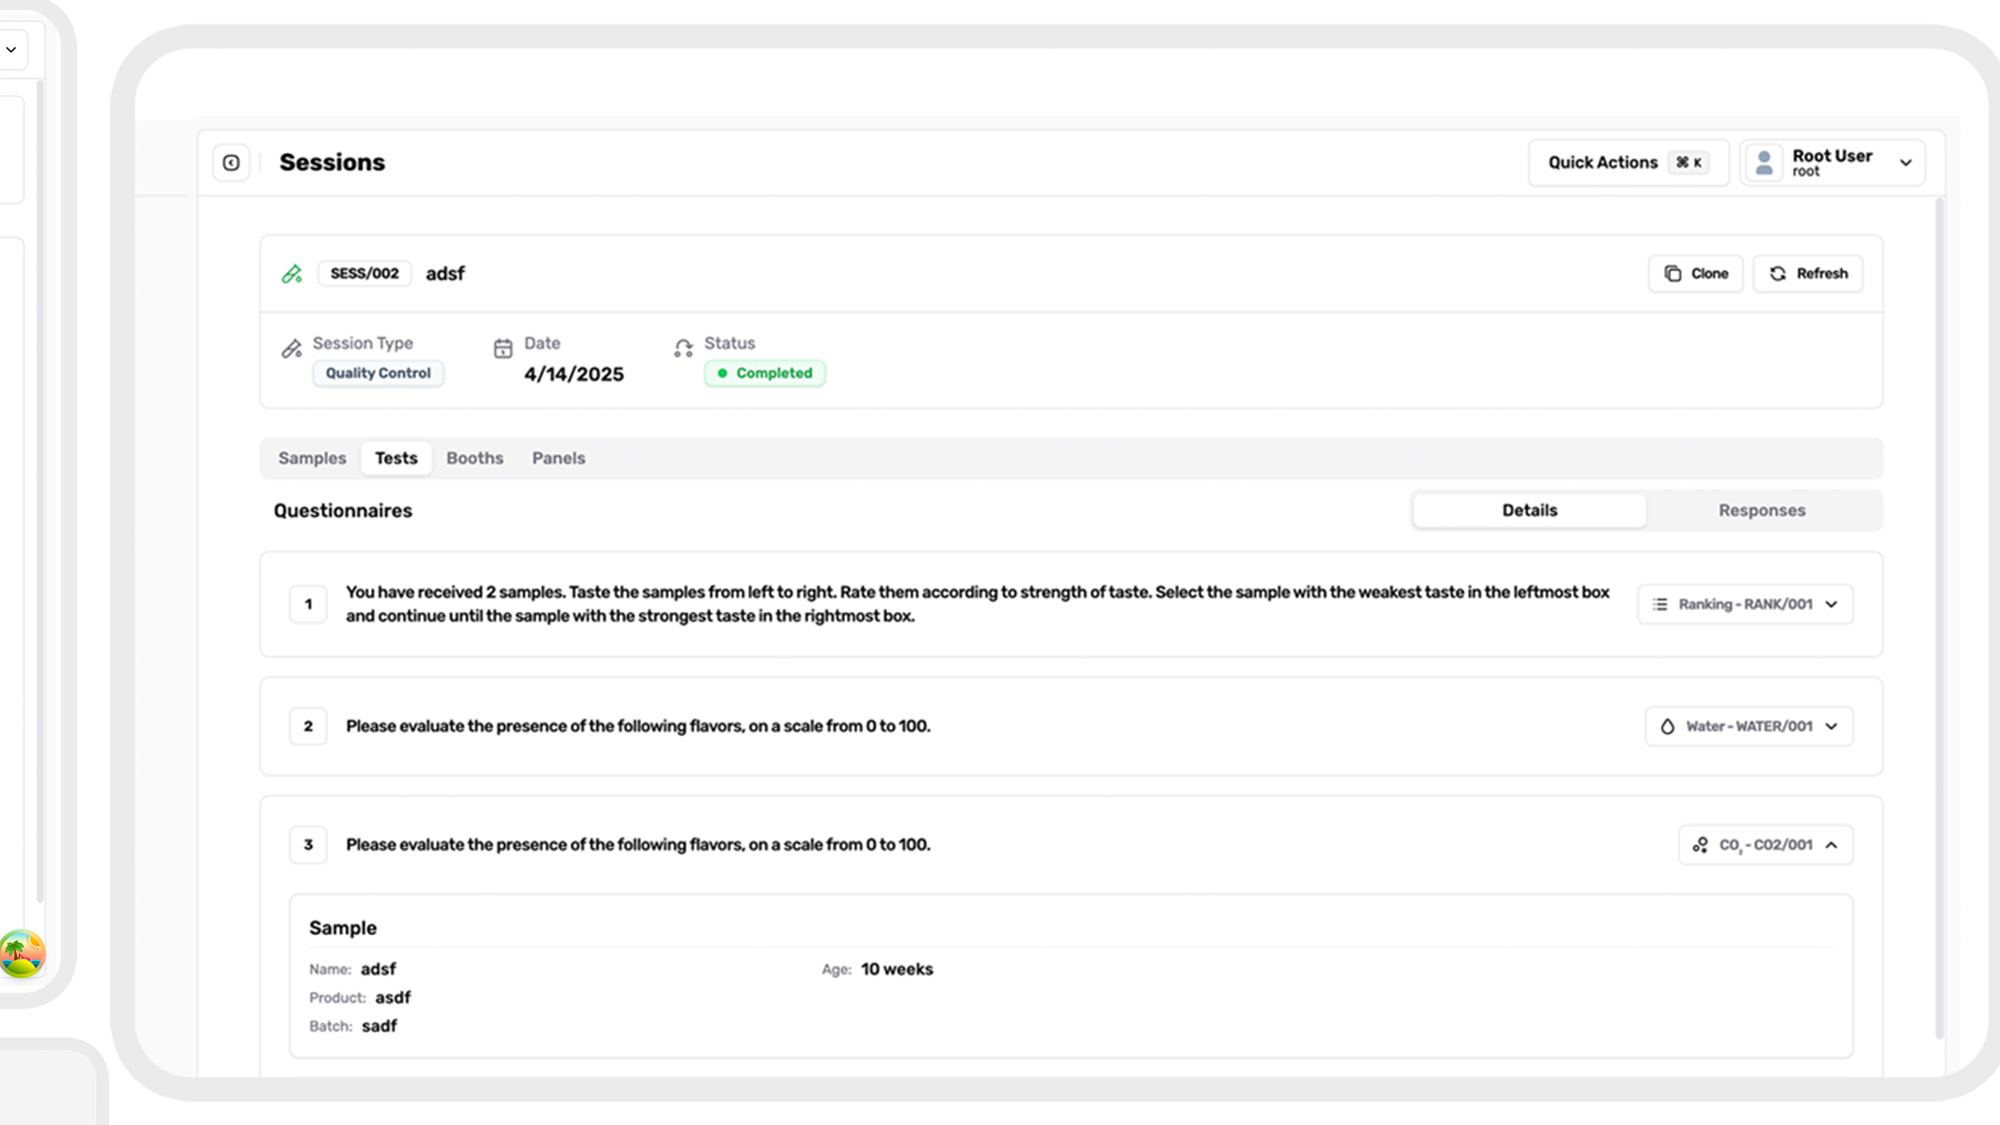 Sessions
Quick Actions ⌘ K
Root User
root
SESS/002 adsf
Clone
Refresh
Session Type
Quality Control
Date
4/14/2025
Status
Completed
Samples Tests Booths Panels
Questionnaires
Details Responses
1
You have received 2 samples. Taste the samples from left to right. Rate them according to strength of taste. Select the sample with the weakest taste in the leftmost box
and continue until the sample with the strongest taste in the rightmost box.
Ranking - RANK/001
2
Please evaluate the presence of the following flavors, on a scale from 0 to 100.
Water - WATER/001
3
Please evaluate the presence of the following flavors, on a scale from 0 to 100.
CO₂ - CO2/001
Sample
Name: adsf
Age: 10 weeks
Product: asdf
Batch: sadf